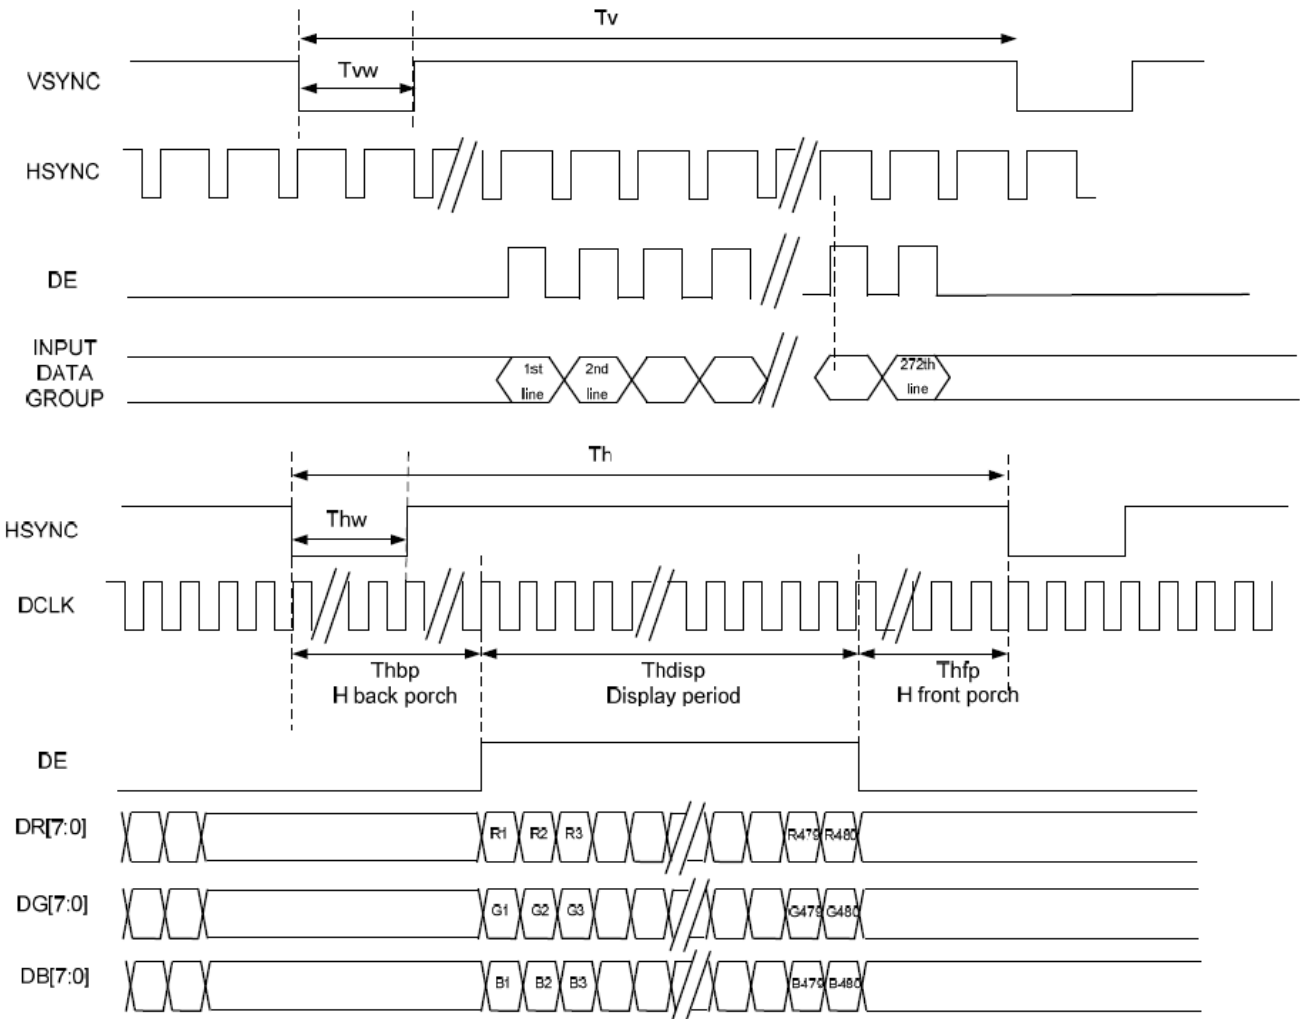 Tv
VSYNC
Tvw
HSYNC
DE
INPUT
DATA
GROUP
1st
line
2nd
line
272th
line
Th
HSYNC
Thw
DCLK
Thbp
H back porch
Thdisp
Display period
Thfp
H front porch
DE
DR[7:0]
R1 R2 R3 R479 R480
DG[7:0]
G1 G2 G3 G479 G480
DB[7:0]
B1 B2 B3 B479 B480